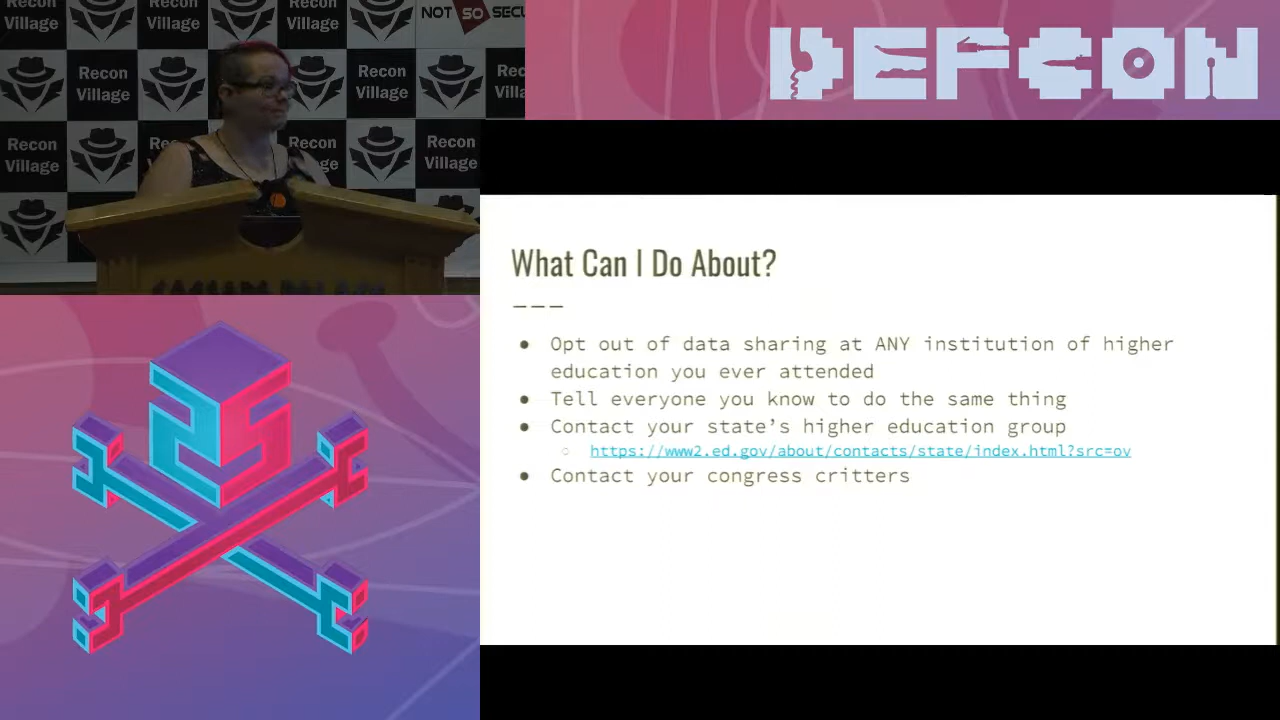 Recon
Village
Recon
Village
Recon
Village
NOT SO SECU
Recon
Village
Recon
Village
Recon
Village
Recon
Village
Recon
Village
DEFCON
What Can I Do About?
---
● Opt out of data sharing at ANY institution of higher
education you ever attended
● Tell everyone you know to do the same thing
● Contact your state’s higher education group
○ https://www2.ed.gov/about/contacts/state/index.html?src=ov
● Contact your congress critters